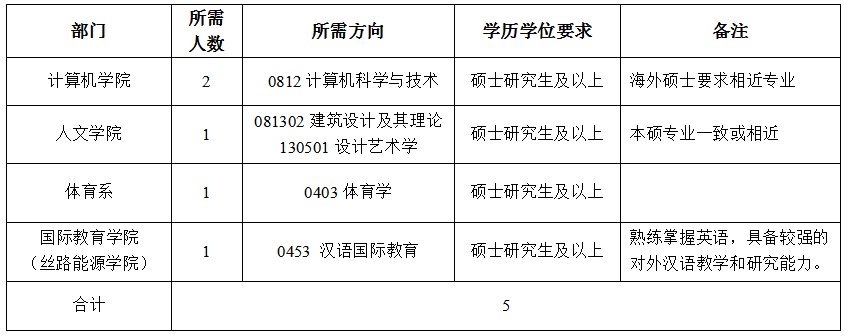 部门 所需人数 所需方向 学历学位要求 备注
计算机学院 2 0812 计算机科学与技术 硕士研究生及以上 海外硕士要求相近专业
人文学院 1 081302 建筑设计及其理论 硕士研究生及以上 本硕专业一致或相近
130501 设计艺术学
体育系 1 0403 体育学 硕士研究生及以上
国际教育学院 1 0453 汉语国际教育 硕士研究生及以上 熟练掌握英语，具备较强的
（丝路能源学院） 对外汉语教学和研究能力。
合计 5